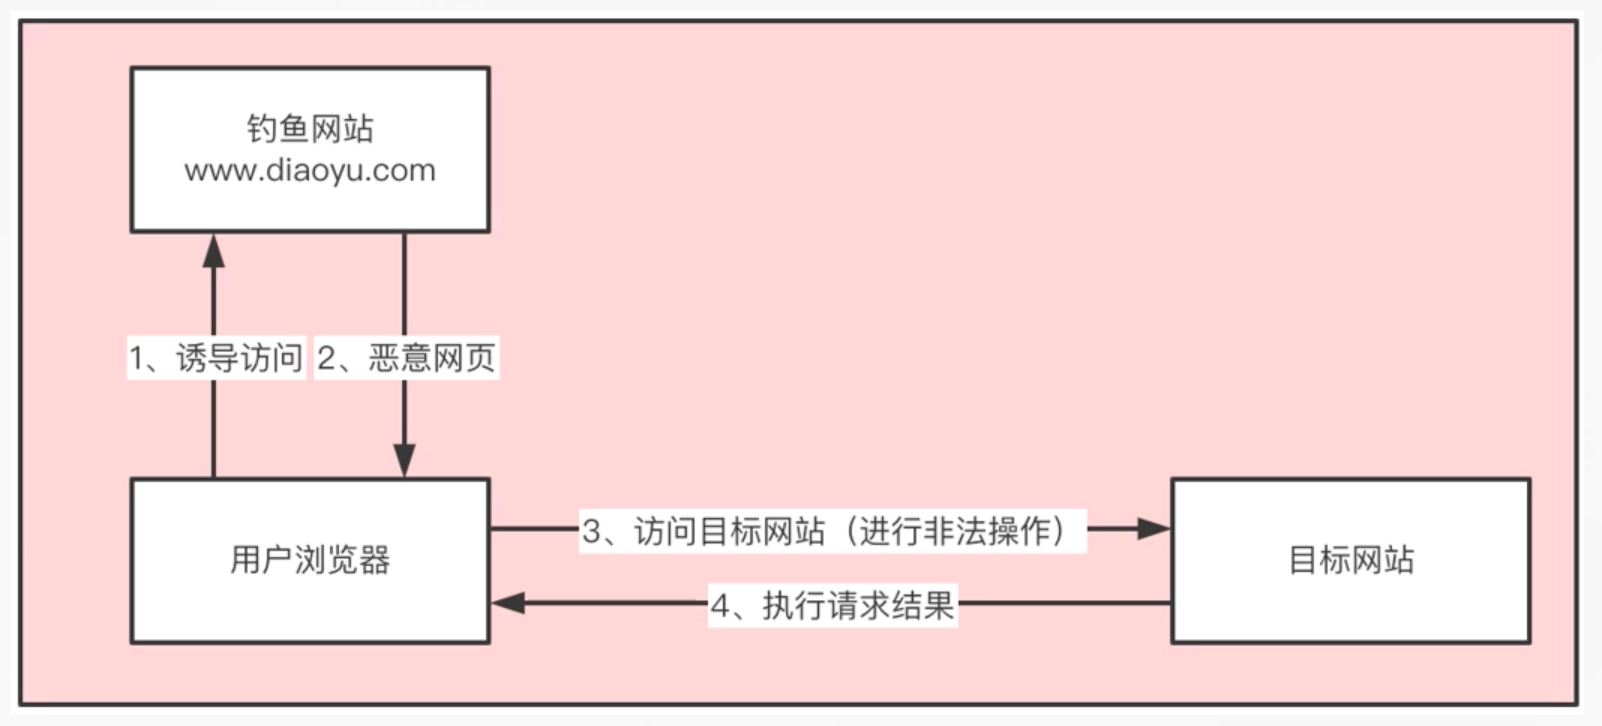 钓鱼网站
www.diaoyu.com
1、诱导访问
2、恶意网页
用户浏览器
3、访问目标网站（进行非法操作）
4、执行请求结果
目标网站